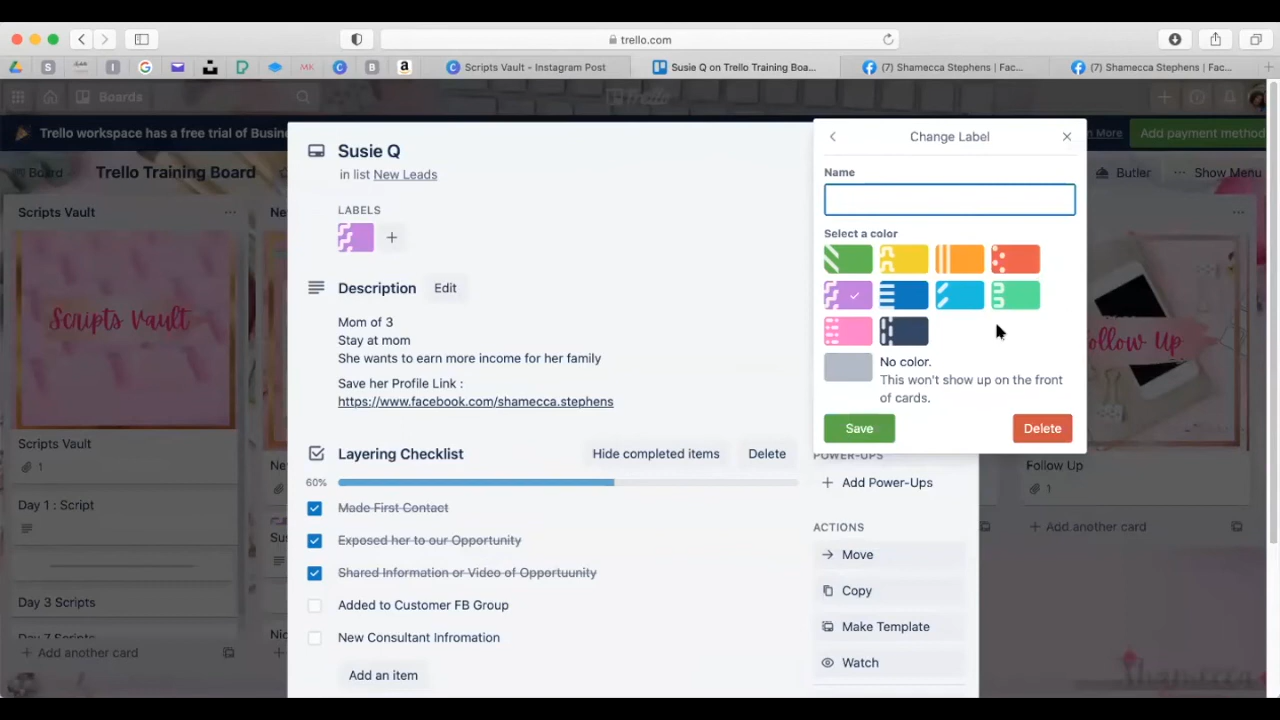 trello.com
S
I
MK
C
B
a
Scripts Vault - Instagram Post
Susie Q on Trello Training Boa...
(7) Shamecca Stephens | Fac...
(7) Shamecca Stephens | Fac...
Boards
Trello
Trello workspace has a free trial of Busine
n More
Add payment method
Board
Trello Training Board
Butler
Show Menu
Scripts Vault
Scripts Vault
Scripts Vault
1
Day 1 : Script
Day 3 Scripts
Day 7 Scripts
Add another card
Susie Q
in list New Leads
LABELS
Description
Edit
Mom of 3
Stay at mom
She wants to earn more income for her family
Save her Profile Link :
https://www.facebook.com/shamecca.stephens
Layering Checklist
Hide completed items
Delete
60%
Made First Contact
Exposed her to our Opportunity
Shared Information or Video of Opportuunity
Added to Customer FB Group
New Consultant Infromation
Add an item
Change Label
Name
Select a color
No color.
This won't show up on the front
of cards.
Save
Delete
POWER-UPS
Add Power-Ups
ACTIONS
Move
Copy
Make Template
Watch
Follow Up
Follow Up
1
Add another card